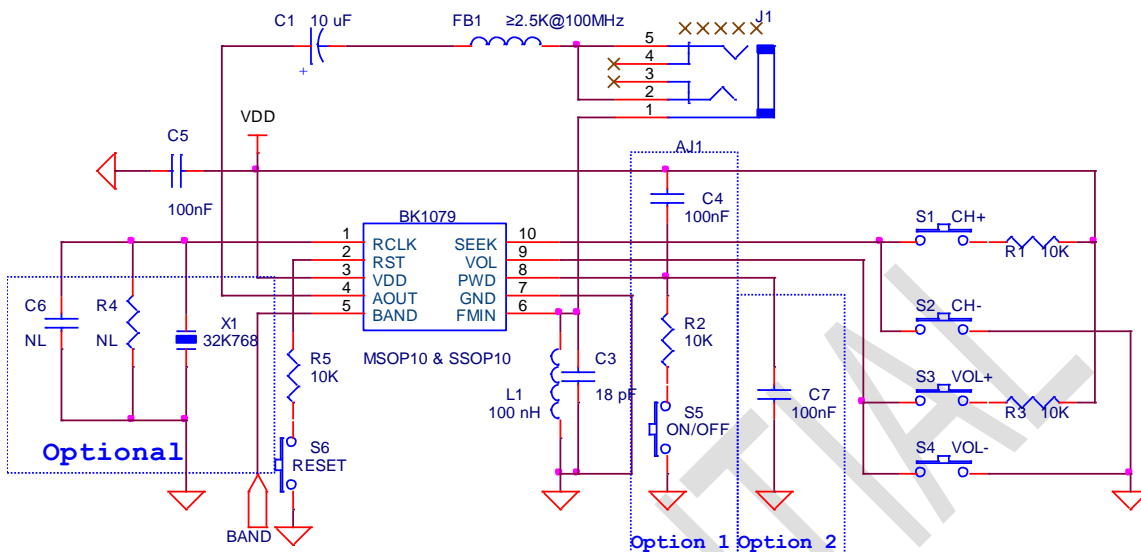 C1
10 uF
FB1
≥2.5K@100MHz
J1
5
4
3
2
1
+
C5
100nF
VDD
AJ1
C4
100nF
BK1079
1 RCLK
2 RST
3 VDD
4 AOUT
5 BAND
SEEK 10
VOL 9
PWD 8
GND 7
FMIN 6
MSOP10 & SSOP10
S1 CH+
R1 10K
S2 CH-
S3 VOL+
R3 10K
S4 VOL-
C6
NL
R4
NL
X1
32K768
R5
10K
L1
100 nH
C3
18 pF
R2
10K
C7
100nF
S5
ON/OFF
Optional
S6
RESET
BAND
Option 1
Option 2